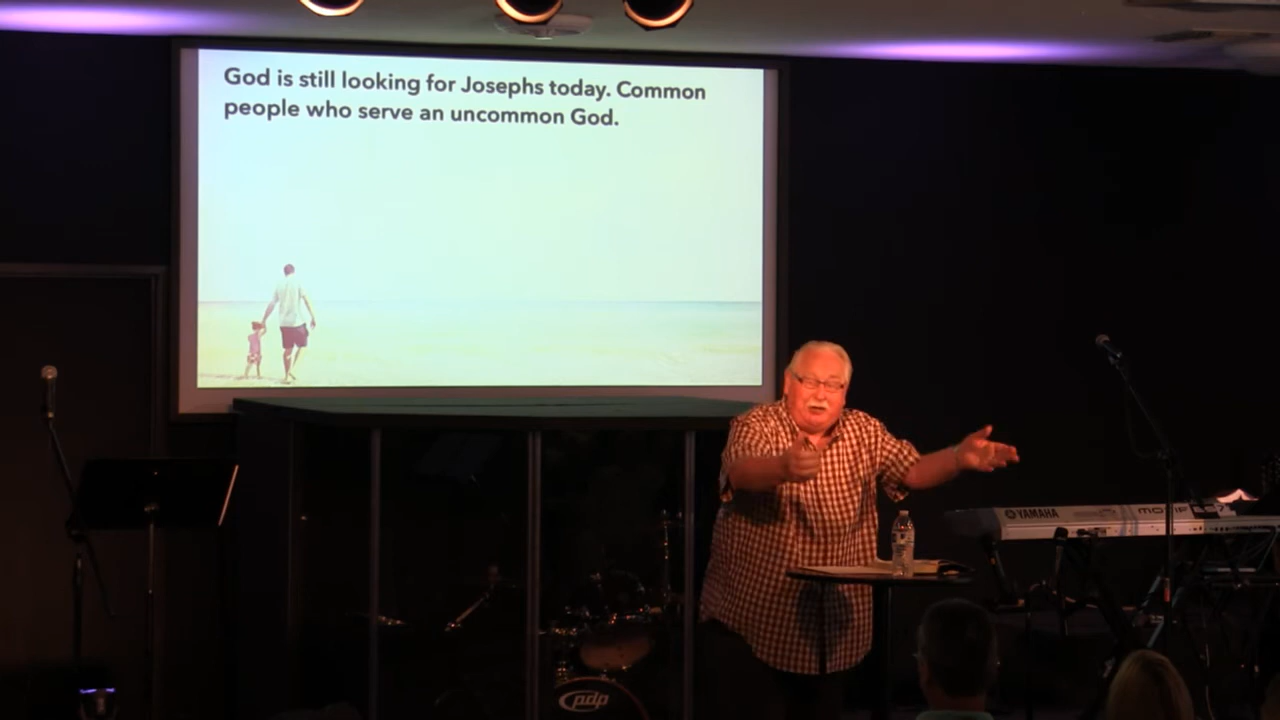 God is still looking for Josephs today. Common
people who serve an uncommon God.
YAMAHA
pdp